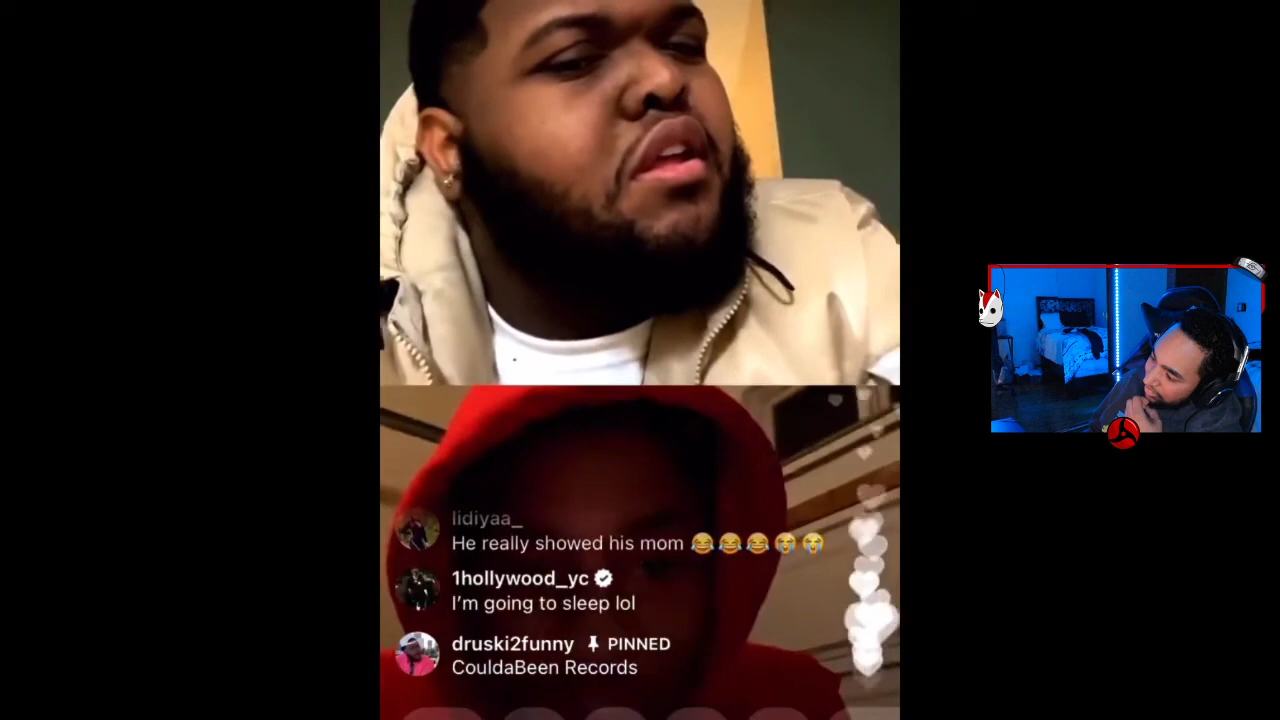 lidiyaa_
He really showed his mom 😂😂😂😭😭
1hollywood_yc
I'm going to sleep lol
druski2funny PINNED
CouldaBeen Records